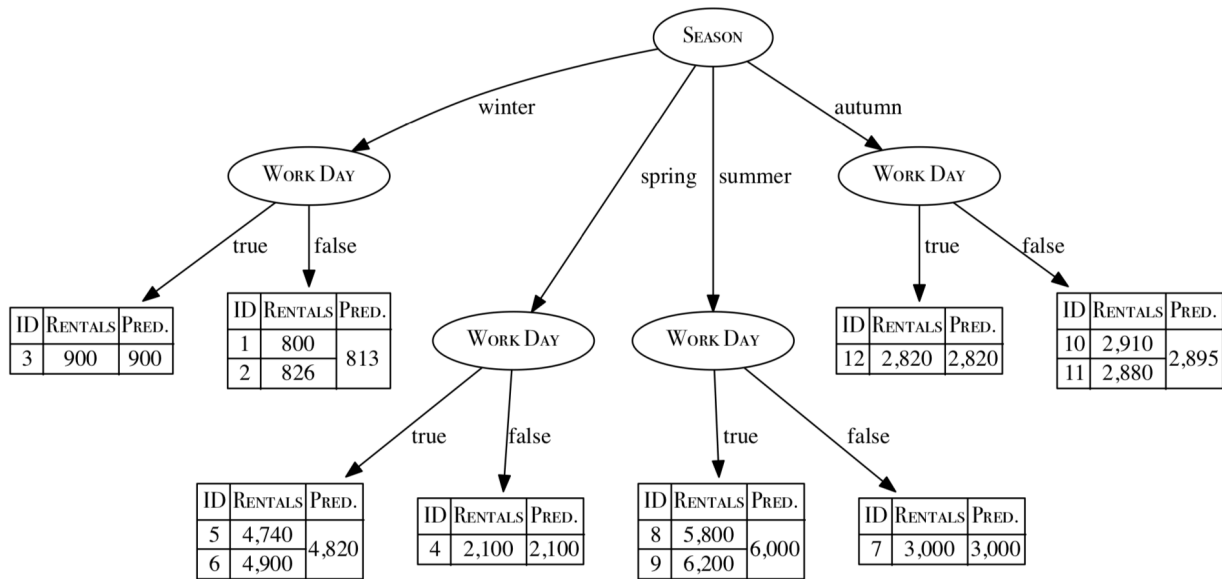 SEASON
winter
autumn
spring
summer
WORK DAY
WORK DAY
true
false
true
false
ID RENTALS PRED.
3 900 900
ID RENTALS PRED.
1 800
813
2 826
WORK DAY
WORK DAY
ID RENTALS PRED.
12 2,820 2,820
ID RENTALS PRED.
10 2,910
2,895
11 2,880
true
false
true
false
ID RENTALS PRED.
5 4,740
4,820
6 4,900
ID RENTALS PRED.
4 2,100 2,100
ID RENTALS PRED.
8 5,800
6,000
9 6,200
ID RENTALS PRED.
7 3,000 3,000